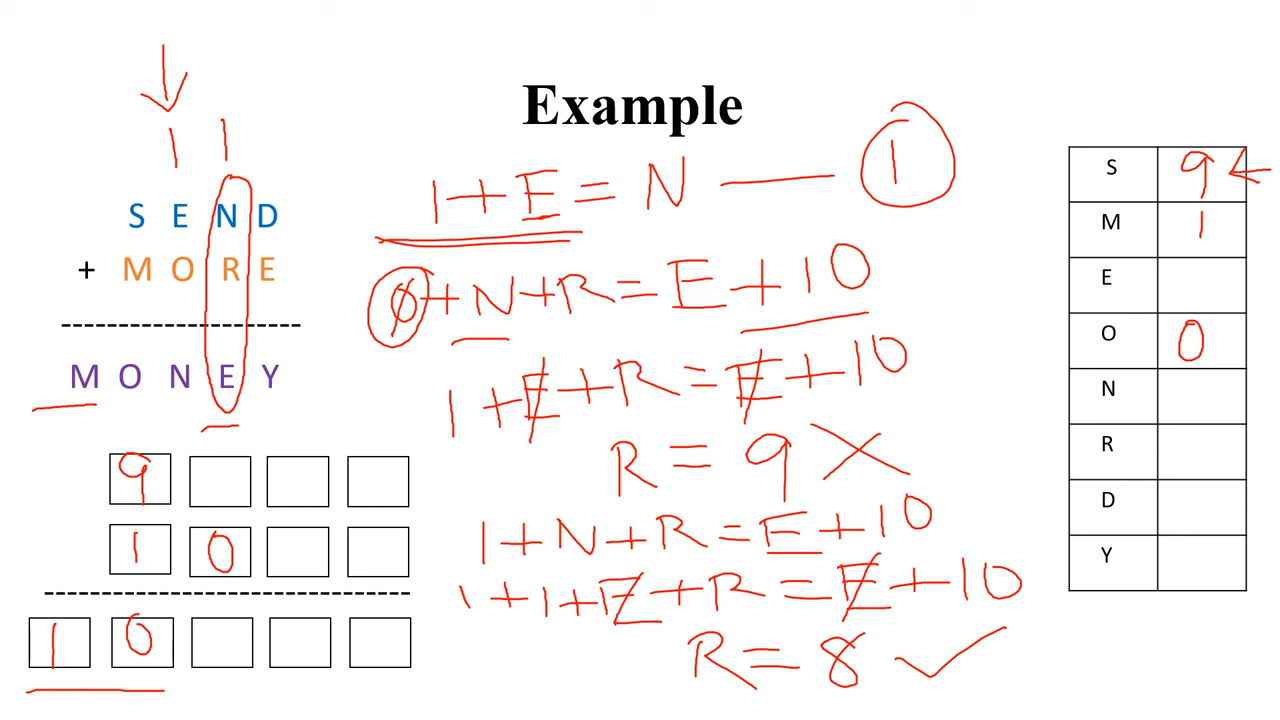 Example
1 1
S E N D
+ M O R E
--------------------------
M O N E Y
9
1 0
----------------------------------------
1 0
1 + E = N —— 1
0 + N + R = E + 10
1 + E + R = E + 10
R = 9 ✗
1 + N + R = E + 10
1 + 1 + E + R = E + 10
R = 8 ✓
S 9 ←
M 1
E
O 0
N
R
D
Y